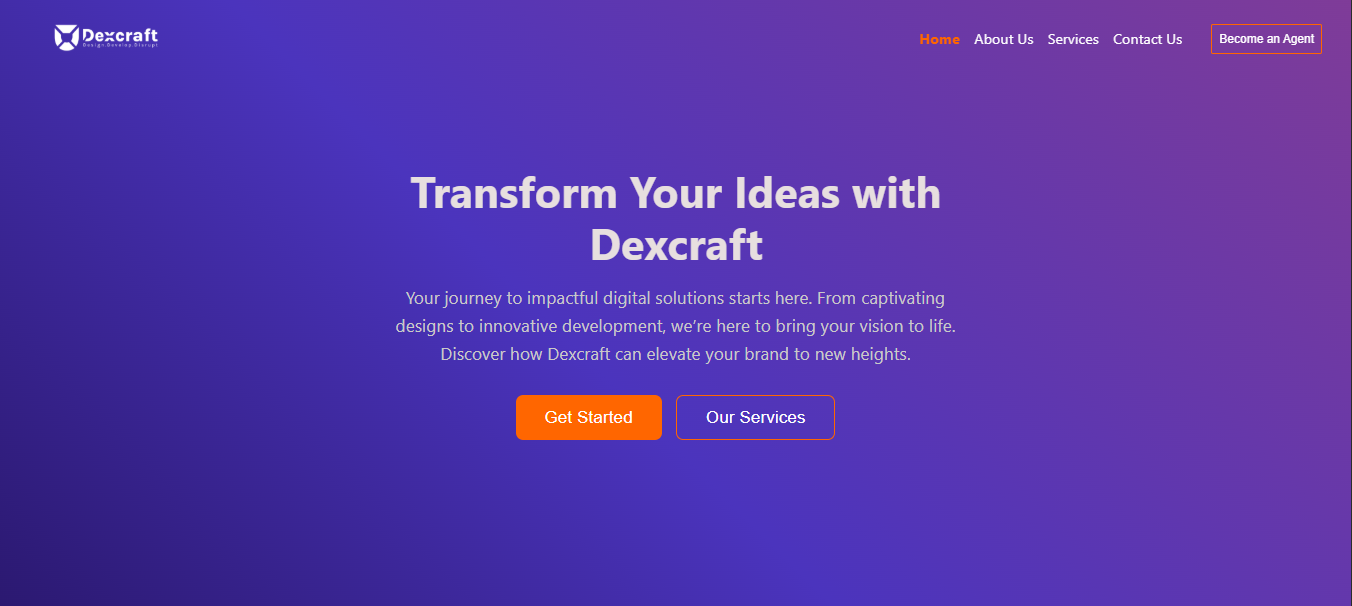 Dexcraft
Design.Develop.Disrupt
Home About Us Services Contact Us Become an Agent
Transform Your Ideas with
Dexcraft
Your journey to impactful digital solutions starts here. From captivating
designs to innovative development, we’re here to bring your vision to life.
Discover how Dexcraft can elevate your brand to new heights.
Get Started Our Services